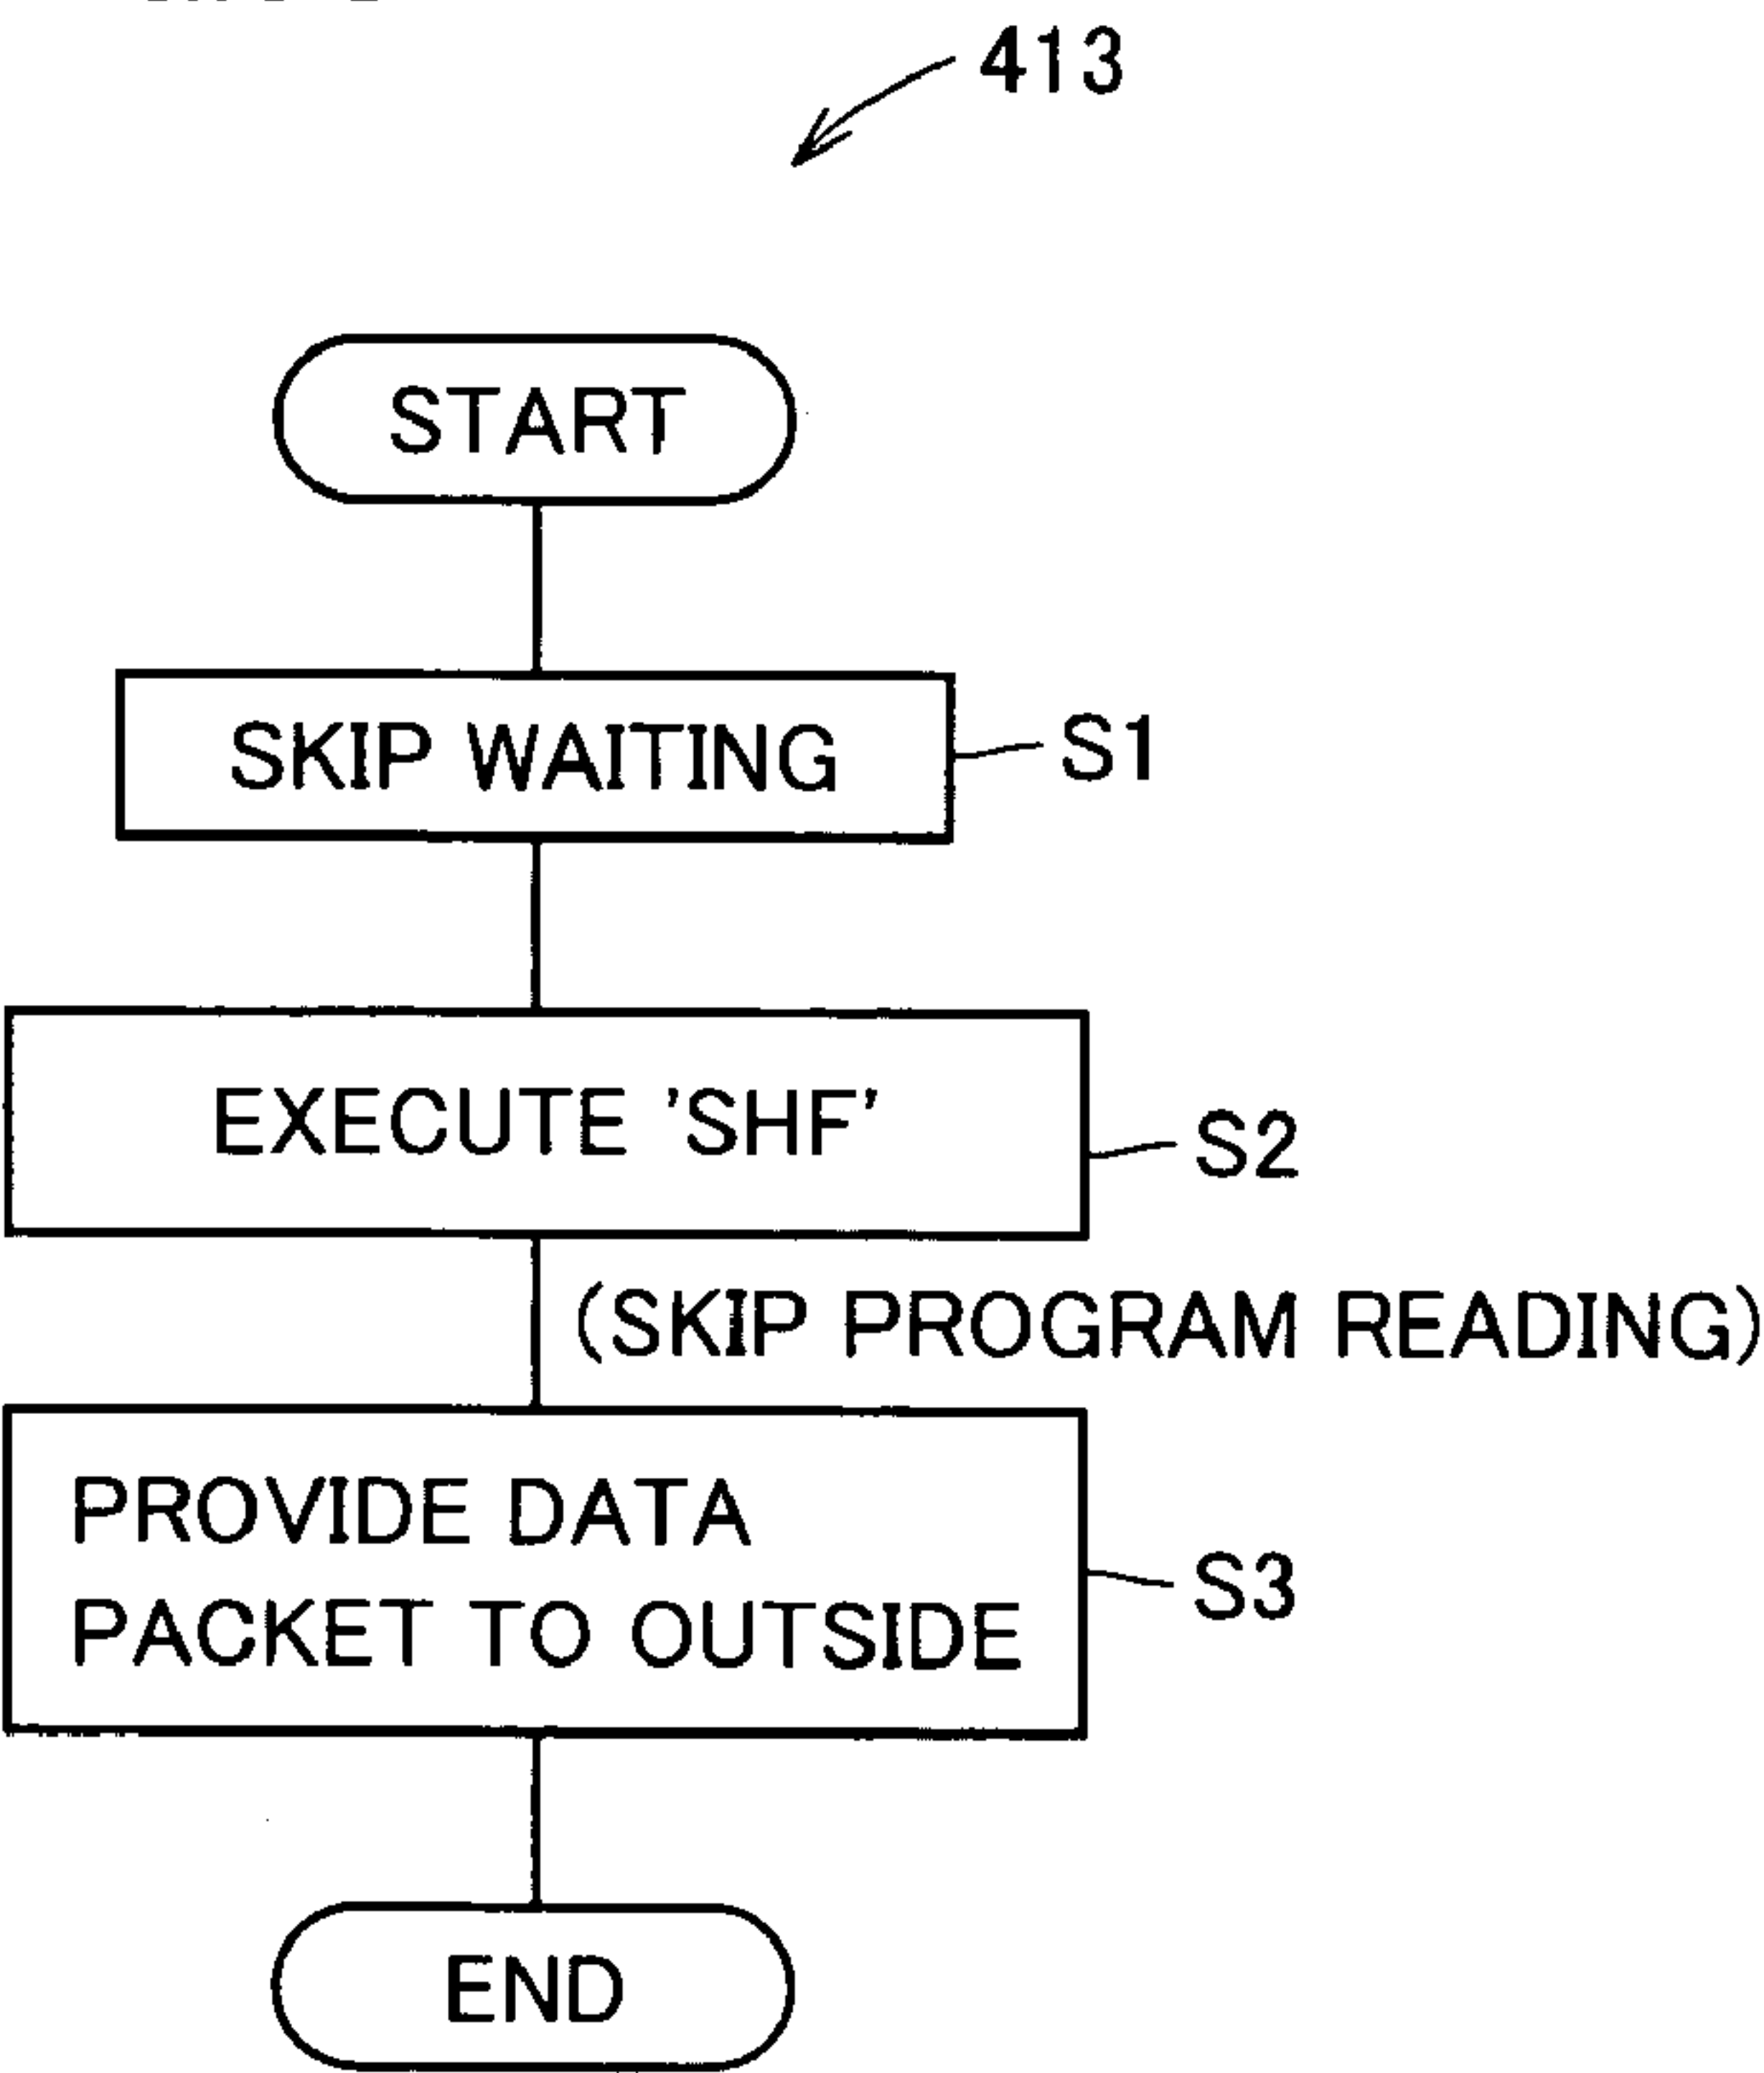 413
START
SKIP WAITING
S1
EXECUTE 'SHF'
S2
(SKIP PROGRAM READING)
PROVIDE DATA
PACKET TO OUTSIDE
S3
END